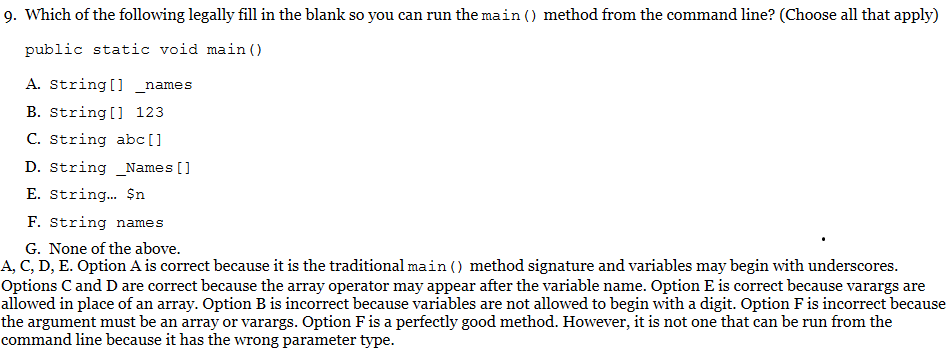 9. Which of the following legally fill in the blank so you can run the main() method from the command line? (Choose all that apply)
public static void main()
A. String[] _names
B. String[] 123
C. String abc[]
D. String _Names[]
E. String… $n
F. String names
G. None of the above.
A, C, D, E. Option A is correct because it is the traditional main() method signature and variables may begin with underscores.
Options C and D are correct because the array operator may appear after the variable name. Option E is correct because varargs are
allowed in place of an array. Option B is incorrect because variables are not allowed to begin with a digit. Option F is incorrect because
the argument must be an array or varargs. Option F is a perfectly good method. However, it is not one that can be run from the
command line because it has the wrong parameter type.